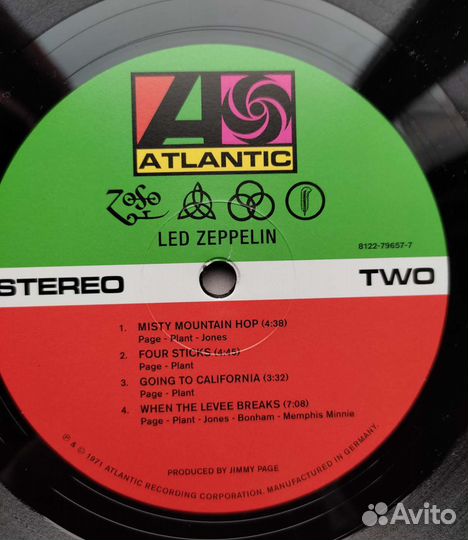 ATLANTIC
LED ZEPPELIN
8122-79657-7
STEREO
TWO
1. MISTY MOUNTAIN HOP (4:38)
Page - Plant - Jones
2. FOUR STICKS (4:45)
Page - Plant
3. GOING TO CALIFORNIA (3:32)
Page - Plant
4. WHEN THE LEVEE BREAKS (7:08)
Page - Plant - Jones - Bonham - Memphis Minnie
PRODUCED BY JIMMY PAGE
℗ & © 1971 ATLANTIC RECORDING CORPORATION. MANUFACTURED IN GERMANY.
Avito